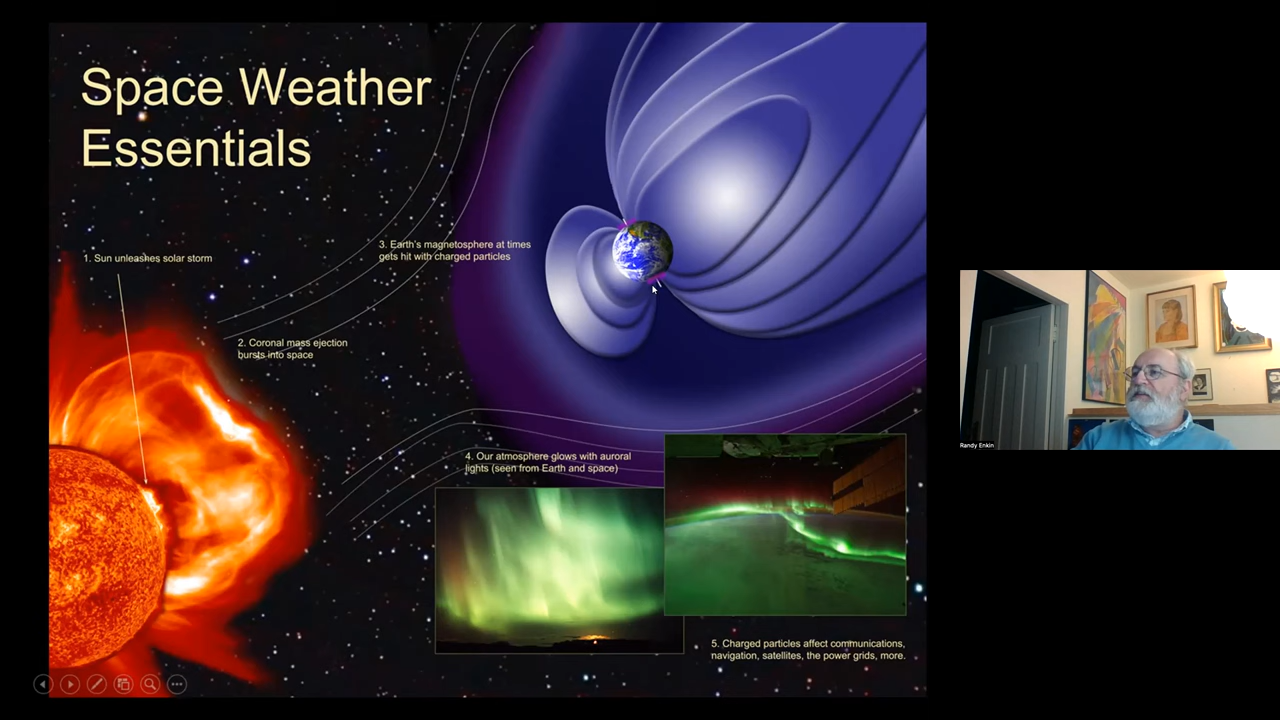 Space Weather
Essentials
1. Sun unleashes solar storm
2. Coronal mass ejection
bursts into space
3. Earth's magnetosphere at times
gets hit with charged particles
4. Our atmosphere glows with auroral
lights (seen from Earth and space)
5. Charged particles affect communications,
navigation, satellites, the power grids, more.
Randy Enkin